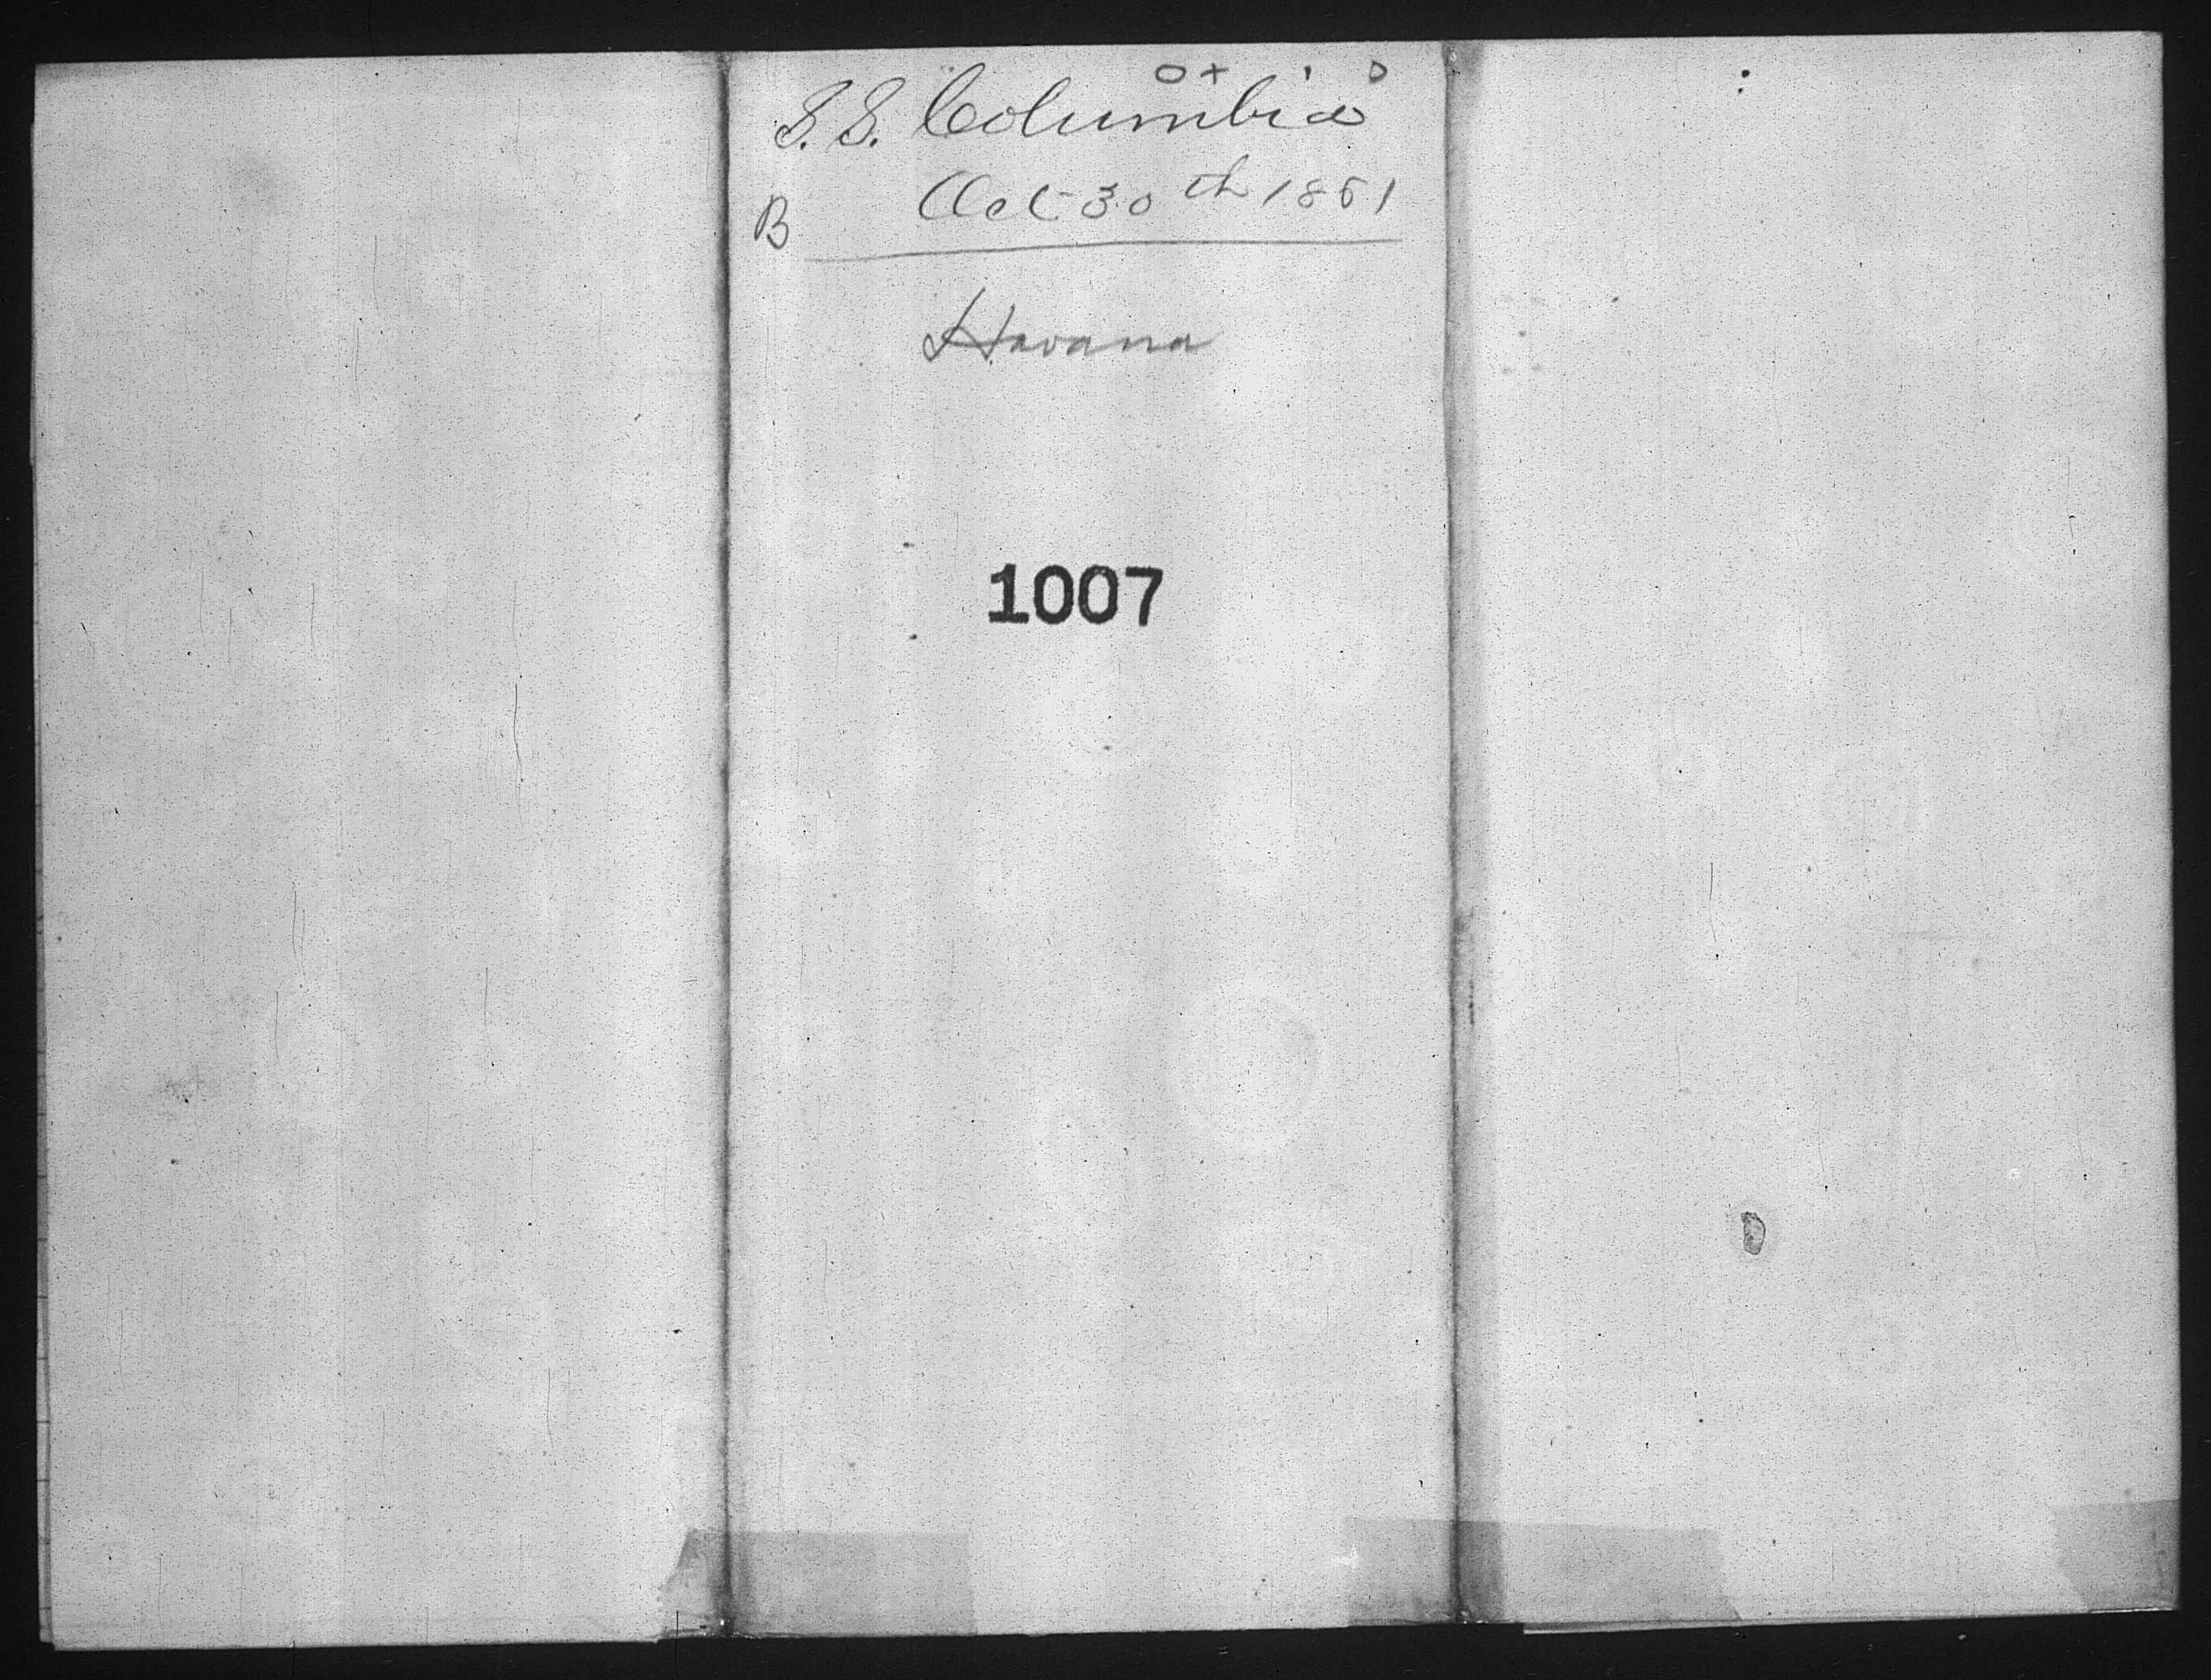 S.S. Columbia
Oct 30th 1861
B
Havana
1007